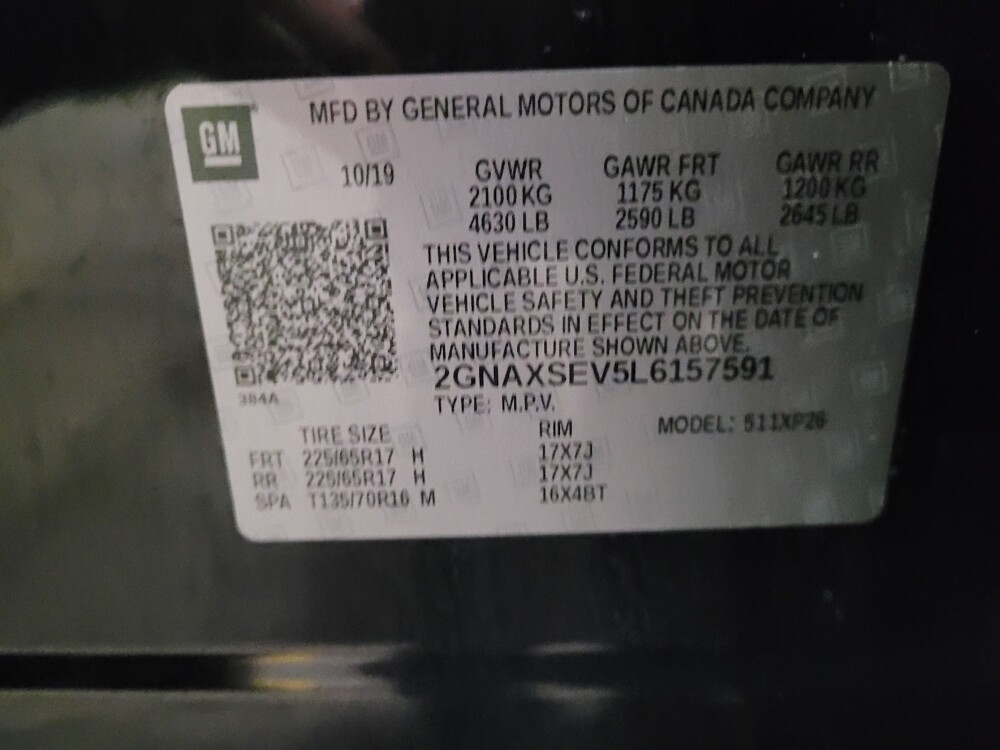 GM
MFD BY GENERAL MOTORS OF CANADA COMPANY
10/19 GVWR GAWR FRT GAWR RR
2100 KG 1175 KG 1200 KG
4630 LB 2590 LB 2645 LB
THIS VEHICLE CONFORMS TO ALL
APPLICABLE U.S. FEDERAL MOTOR
VEHICLE SAFETY AND THEFT PREVENTION
STANDARDS IN EFFECT ON THE DATE OF
MANUFACTURE SHOWN ABOVE.
2GNAXSEV5L6157591
384A
TYPE: M.P.V.
MODEL: 511XP26
TIRE SIZE RIM
FRT 225/65R17 H 17X7J
RR 225/65R17 H 17X7J
SPA T135/70R16 M 16X4BT